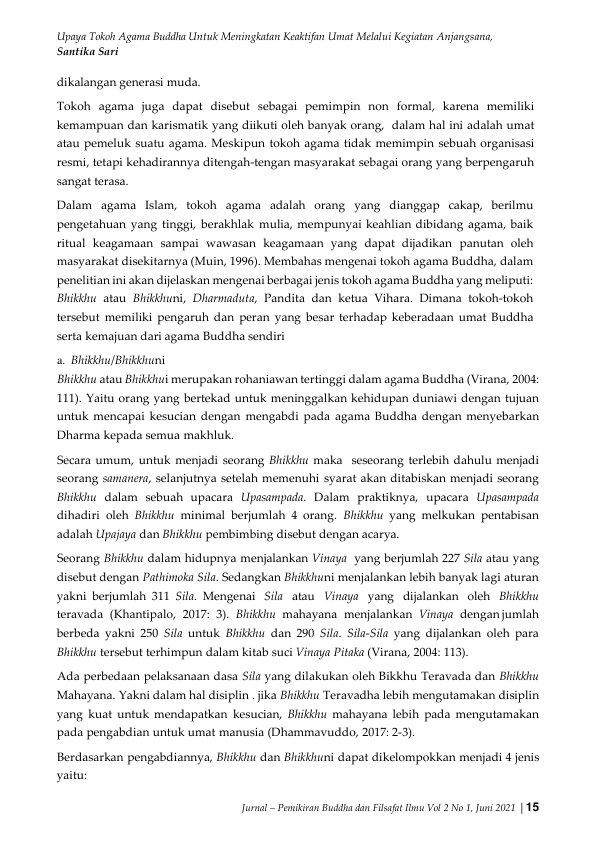 Upaya Tokoh Agama Buddha Untuk Meningkatan Keaktifan Umat Melalui Kegiatan Anjangsana,
Santika Sari
dikalangan generasi muda.
Tokoh agama juga dapat disebut sebagai pemimpin non formal, karena memiliki
kemampuan dan karismatik yang diikuti oleh banyak orang, dalam hal ini adalah umat
atau pemeluk suatu agama. Meskipun tokoh agama tidak memimpin sebuah organisasi
resmi, tetapi kehadirannya ditengah-tengan masyarakat sebagai orang yang berpengaruh
sangat terasa.
Dalam agama Islam, tokoh agama adalah orang yang dianggap cakap, berilmu
pengetahuan yang tinggi, berakhlak mulia, mempunyai keahlian dibidang agama, baik
ritual keagamaan sampai wawasan keagamaan yang dapat dijadikan panutan oleh
masyarakat disekitarnya (Muin, 1996). Membahas mengenai tokoh agama Buddha, dalam
penelitian ini akan dijelaskan mengenai berbagai jenis tokoh agama Buddha yang meliputi:
Bhikkhu atau Bhikkhuni, Dharmaduta, Pandita dan ketua Vihara. Dimana tokoh-tokoh
tersebut memiliki pengaruh dan peran yang besar terhadap keberadaan umat Buddha
serta kemajuan dari agama Buddha sendiri
a. Bhikkhu/Bhikkhuni
Bhikkhu atau Bhikkhui merupakan rohaniawan tertinggi dalam agama Buddha (Virana, 2004:
111). Yaitu orang yang bertekad untuk meninggalkan kehidupan duniawi dengan tujuan
untuk mencapai kesucian dengan mengabdi pada agama Buddha dengan menyebarkan
Dharma kepada semua makhluk.
Secara umum, untuk menjadi seorang Bhikkhu maka seseorang terlebih dahulu menjadi
seorang samanera, selanjutnya setelah memenuhi syarat akan ditabiskan menjadi seorang
Bhikkhu dalam sebuah upacara Upasampada. Dalam praktiknya, upacara Upasampada
dihadiri oleh Bhikkhu minimal berjumlah 4 orang. Bhikkhu yang melkukan pentabisan
adalah Upajaya dan Bhikkhu pembimbing disebut dengan acarya.
Seorang Bhikkhu dalam hidupnya menjalankan Vinaya yang berjumlah 227 Sila atau yang
disebut dengan Pathimoka Sila. Sedangkan Bhikkhuni menjalankan lebih banyak lagi aturan
yakni berjumlah 311 Sila. Mengenai Sila atau Vinaya yang dijalankan oleh Bhikkhu
teravada (Khantipalo, 2017: 3). Bhikkhu mahayana menjalankan Vinaya dengan jumlah
berbeda yakni 250 Sila untuk Bhikkhu dan 290 Sila. Sila-Sila yang dijalankan oleh para
Bhikkhu tersebut terhimpun dalam kitab suci Vinaya Pitaka (Virana, 2004: 113).
Ada perbedaan pelaksanaan dasa Sila yang dilakukan oleh Bikkhu Teravada dan Bhikkhu
Mahayana. Yakni dalam hal disiplin . jika Bhikkhu Teravadha lebih mengutamakan disiplin
yang kuat untuk mendapatkan kesucian, Bhikkhu mahayana lebih pada mengutamakan
pada pengabdian untuk umat manusia (Dhammavuddo, 2017: 2-3).
Berdasarkan pengabdiannya, Bhikkhu dan Bhikkhuni dapat dikelompokkan menjadi 4 jenis
yaitu:
Jurnal – Pemikiran Buddha dan Filsafat Ilmu Vol 2 No 1, Juni 2021 | 15